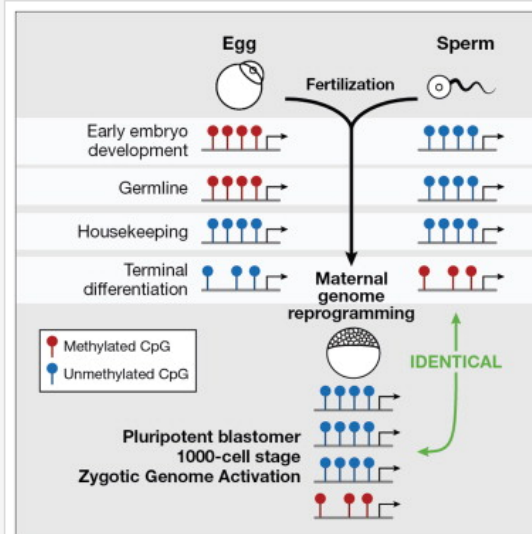 Egg
Sperm
Fertilization
Early embryo
development
Germline
Housekeeping
Terminal
differentiation
Maternal
genome
reprogramming
Methylated CpG
Unmethylated CpG
IDENTICAL
Pluripotent blastomer
1000-cell stage
Zygotic Genome Activation